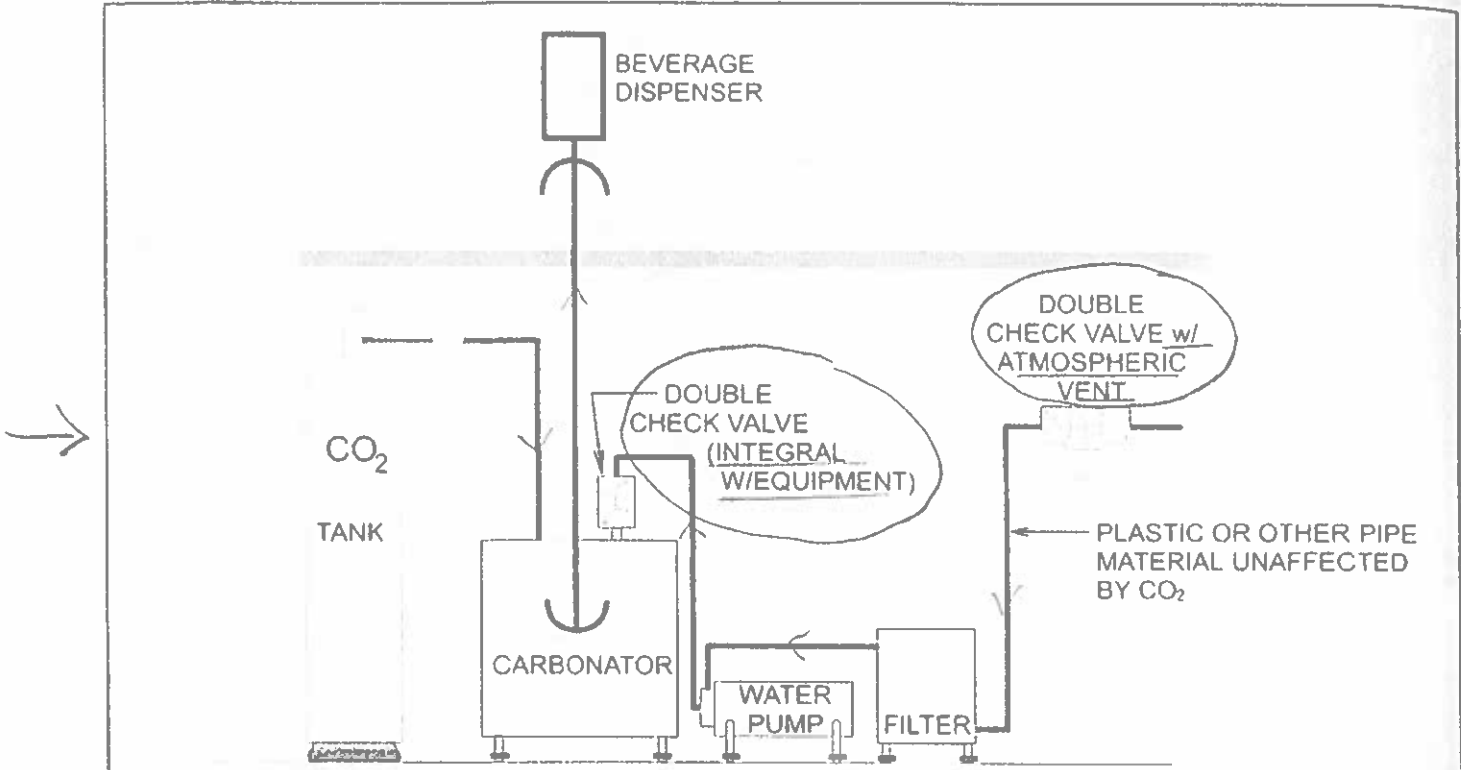 BEVERAGE
DISPENSER
DOUBLE
CHECK VALVE w/
ATMOSPHERIC
VENT
DOUBLE
CHECK VALVE
(INTEGRAL
W/EQUIPMENT)
CO₂
TANK
PLASTIC OR OTHER PIPE
MATERIAL UNAFFECTED
BY CO₂
CARBONATOR
WATER
PUMP
FILTER